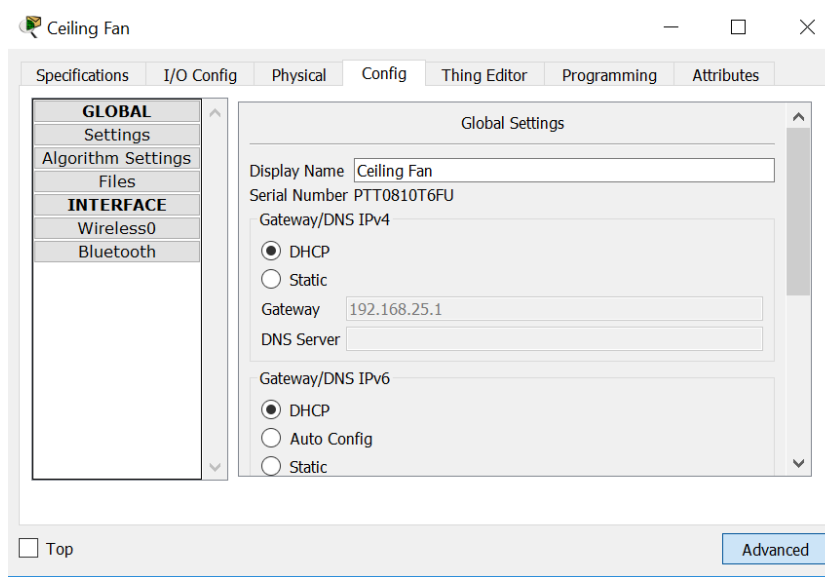 Ceiling Fan
Specifications I/O Config Physical Config Thing Editor Programming Attributes
GLOBAL
Settings
Algorithm Settings
Files
INTERFACE
Wireless0
Bluetooth
Global Settings
Display Name Ceiling Fan
Serial Number PTT0810T6FU
Gateway/DNS IPv4
DHCP
Static
Gateway 192.168.25.1
DNS Server
Gateway/DNS IPv6
DHCP
Auto Config
Static
Top
Advanced